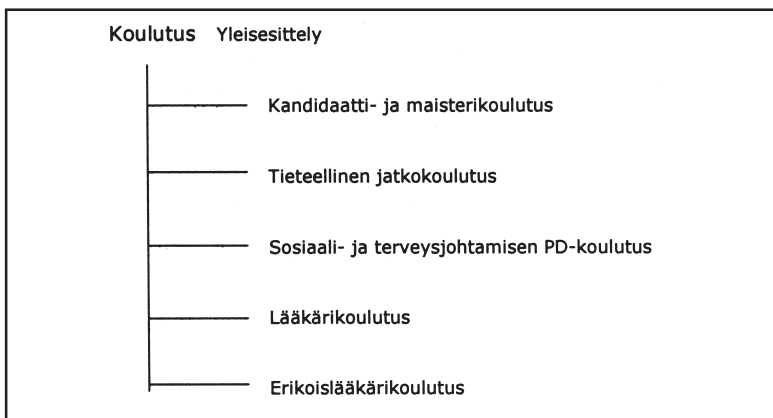 Koulutus Yleisesittely
Kandidaatti- ja maisterikoulutus
Tieteellinen jatkokoulutus
Sosiaali- ja terveysjohtamisen PD-koulutus
Lääkärikoulutus
Erikoislääkärikoulutus